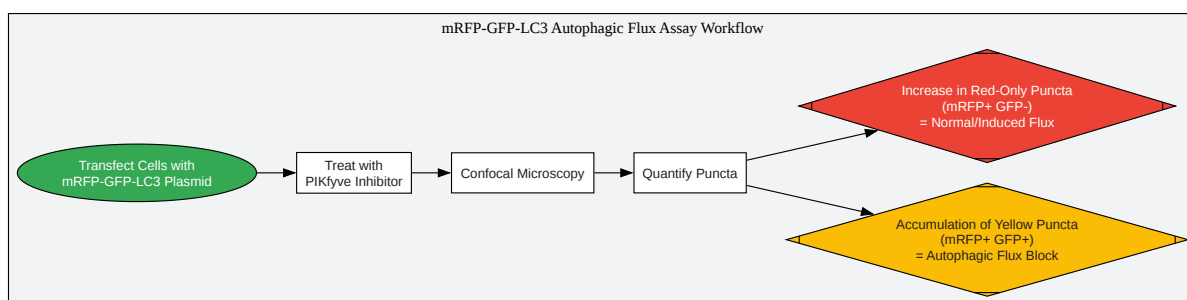 mRFP-GFP-LC3 Autophagic Flux Assay Workflow
Transfect Cells with
mRFP-GFP-LC3 Plasmid
Treat with
PIKfyve Inhibitor
Confocal Microscopy
Quantify Puncta
Increase in Red-Only Puncta
(mRFP+ GFP-)
= Normal/Induced Flux
Accumulation of Yellow Puncta
(mRFP+ GFP+)
= Autophagic Flux Block